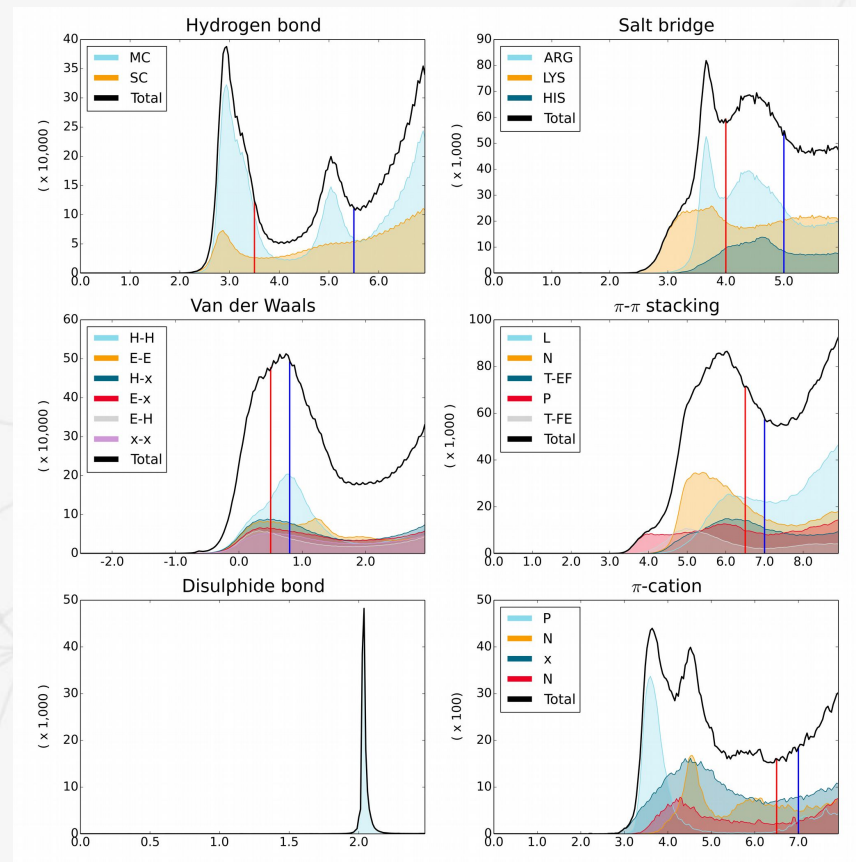 Hydrogen bond
( x 10,000 )
40
35
30
25
20
15
10
5
0
MC
SC
Total
0.0 1.0 2.0 3.0 4.0 5.0 6.0
Salt bridge
( x 1,000 )
90
80
70
60
50
40
30
20
10
0
ARG
LYS
HIS
Total
0.0 1.0 2.0 3.0 4.0 5.0
Van der Waals
( x 10,000 )
60
50
40
30
20
10
0
H-H
E-E
H-x
E-x
E-H
x-x
Total
-2.0 -1.0 0.0 1.0 2.0
π-π stacking
( x 1,000 )
100
80
60
40
20
0
L
N
T-EF
P
T-FE
Total
0.0 1.0 2.0 3.0 4.0 5.0 6.0 7.0 8.0
Disulphide bond
( x 1,000 )
50
40
30
20
10
0
0.0 0.5 1.0 1.5 2.0
π-cation
( x 100)
50
40
30
20
10
0
P
N
x
N
Total
0.0 1.0 2.0 3.0 4.0 5.0 6.0 7.0